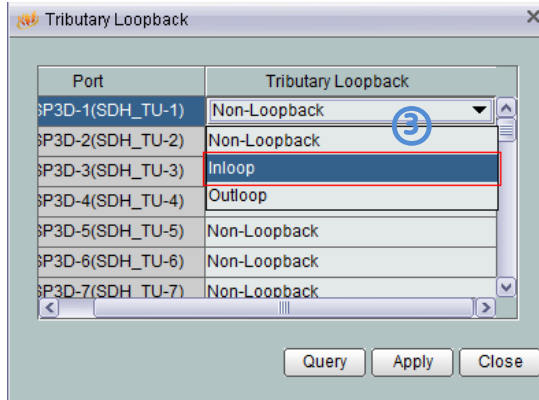 Tributary Loopback
Port Tributary Loopback
SP3D-1(SDH_TU-1) Non-Loopback
③
SP3D-2(SDH_TU-2) Non-Loopback
SP3D-3(SDH_TU-3) Inloop
SP3D-4(SDH_TU-4) Outloop
SP3D-5(SDH_TU-5) Non-Loopback
SP3D-6(SDH_TU-6) Non-Loopback
SP3D-7(SDH_TU-7) Non-Loopback
Query Apply Close